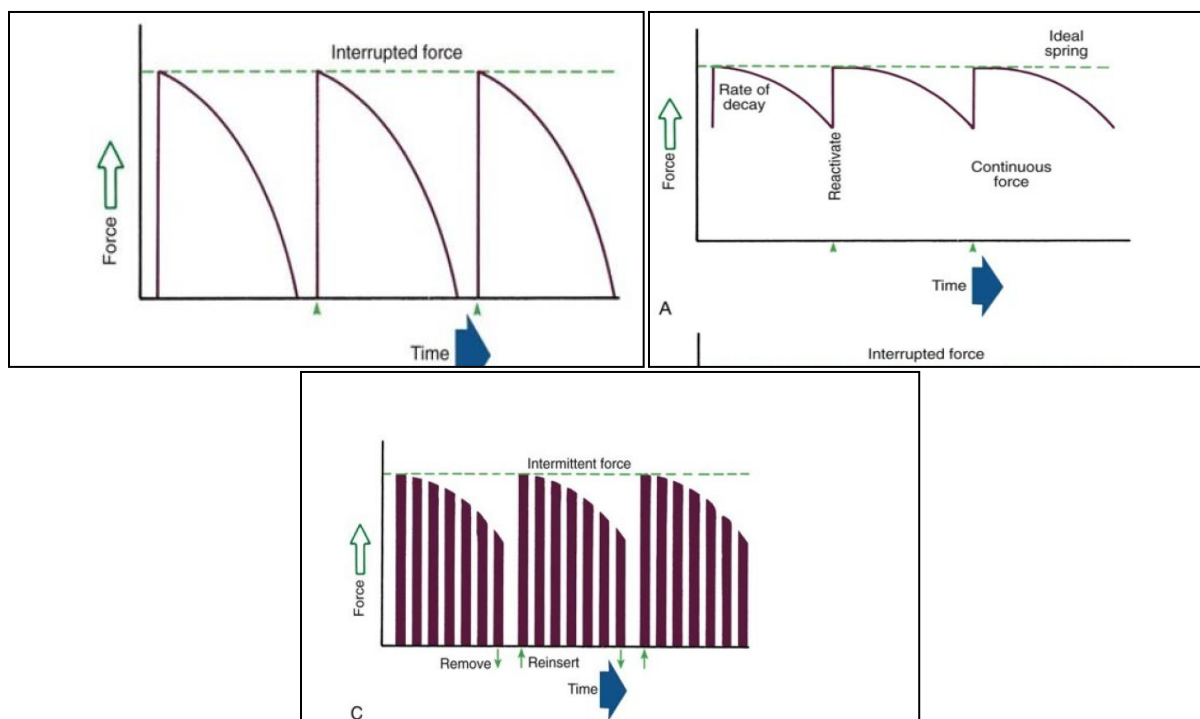 Interrupted force
Force
Time
Ideal
spring
Rate of
decay
Reactivate
Force
Continuous
force
Time
A
Interrupted force
Intermittent force
Force
Remove
Reinsert
Time
C